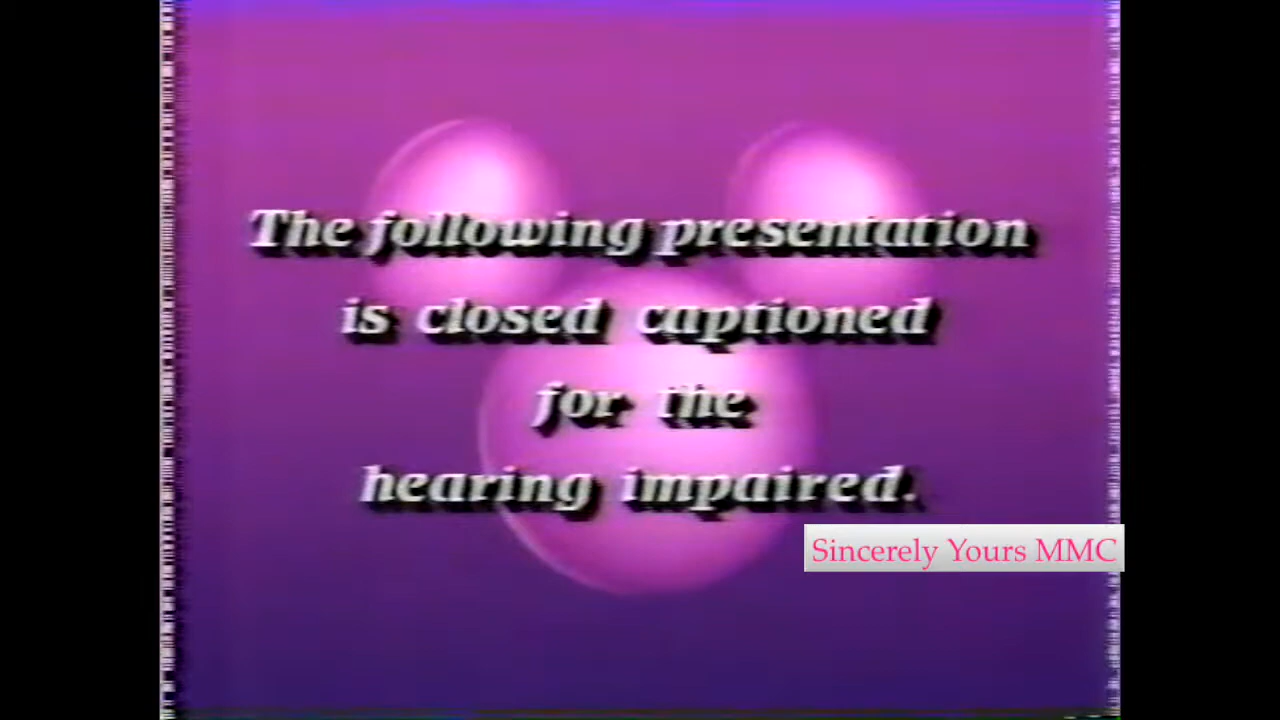 The following presentation
is closed captioned
for the
hearing impaired.
Sincerely Yours MMC